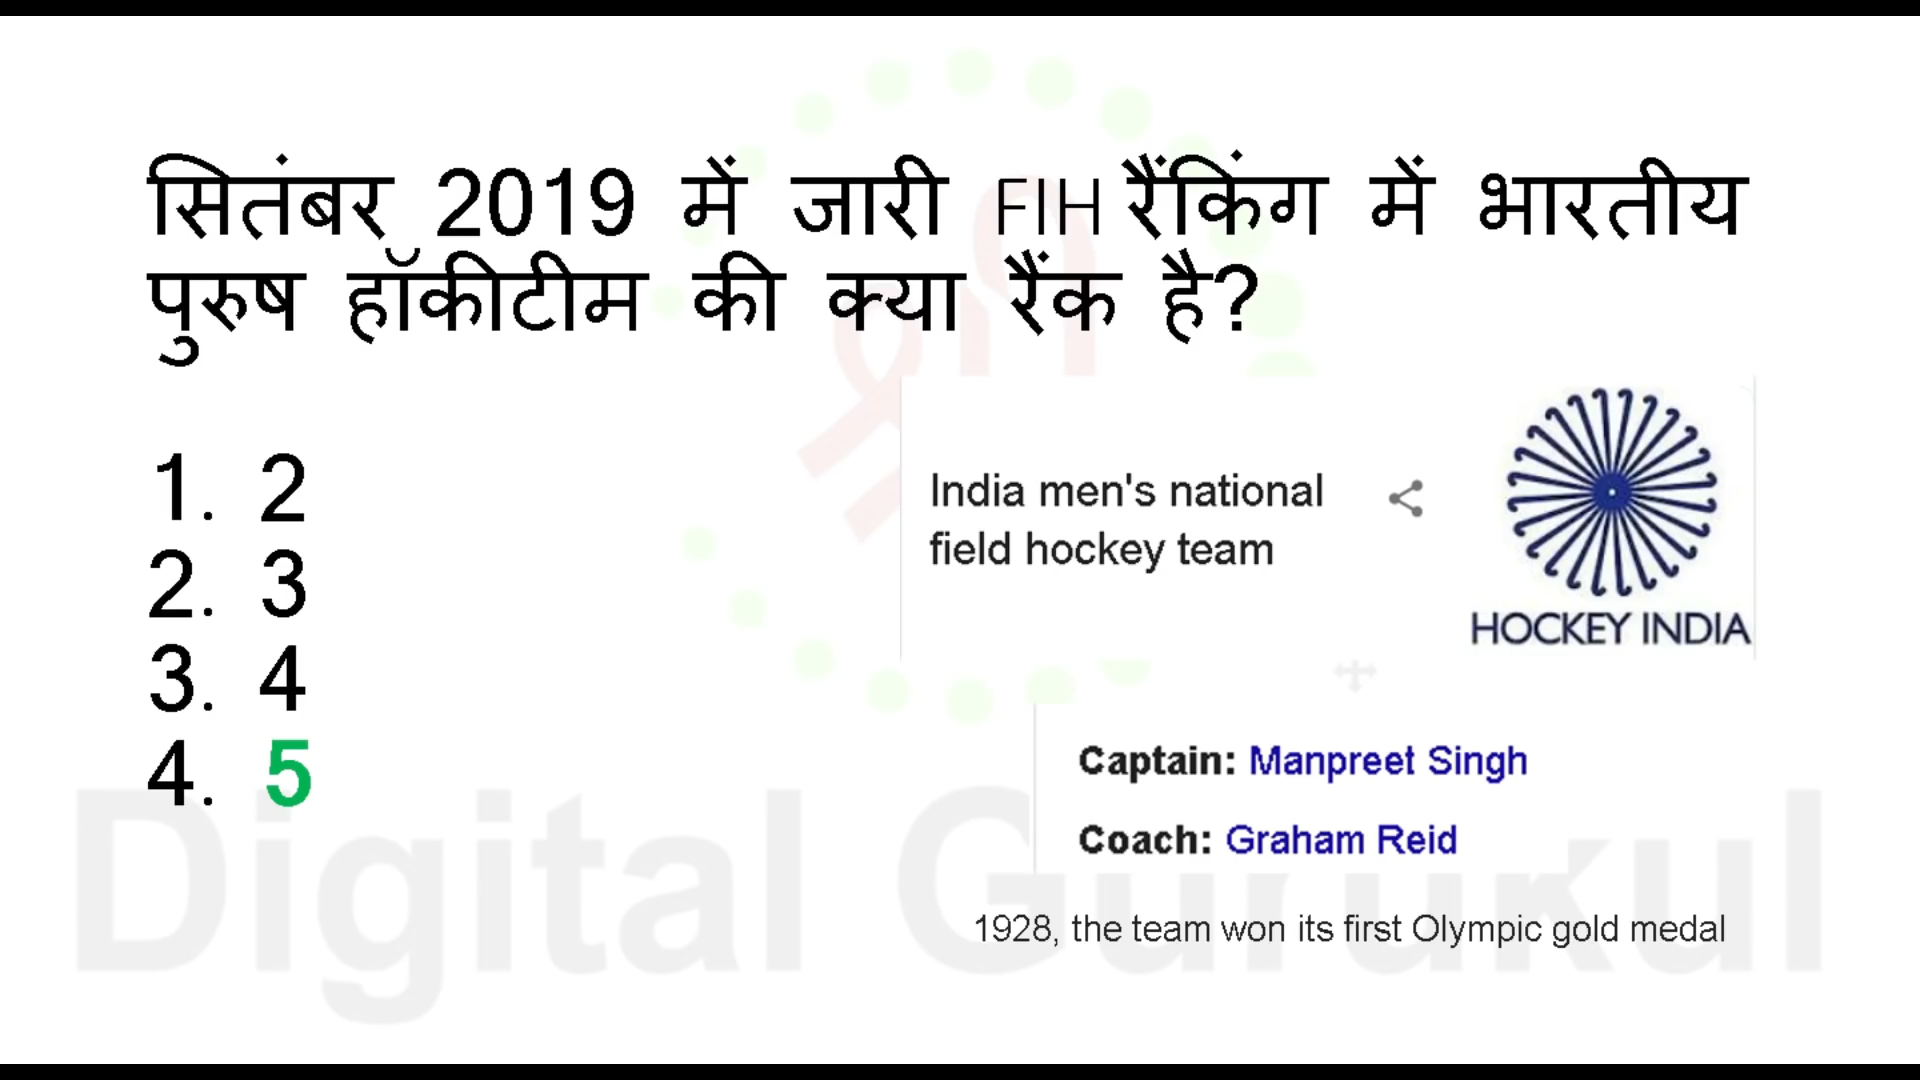 सितंबर 2019 में जारी FIH रैंकिंग में भारतीय
पुरुष हॉकीटीम की क्या रैंक है?
1. 2
2. 3
3. 4
4. 5
India men's national
field hockey team
HOCKEY INDIA
Captain: Manpreet Singh
Coach: Graham Reid
1928, the team won its first Olympic gold medal
Digital Gurukul